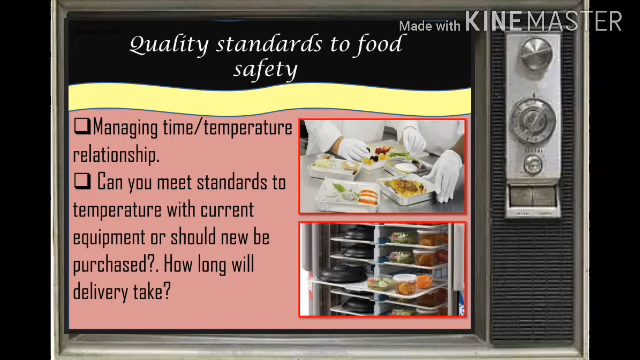 Made with KINEMASTER
Quality standards to food
safety
❑Managing time/temperature
relationship.
❑ Can you meet standards to
temperature with current
equipment or should new be
purchased?. How long will
delivery take?